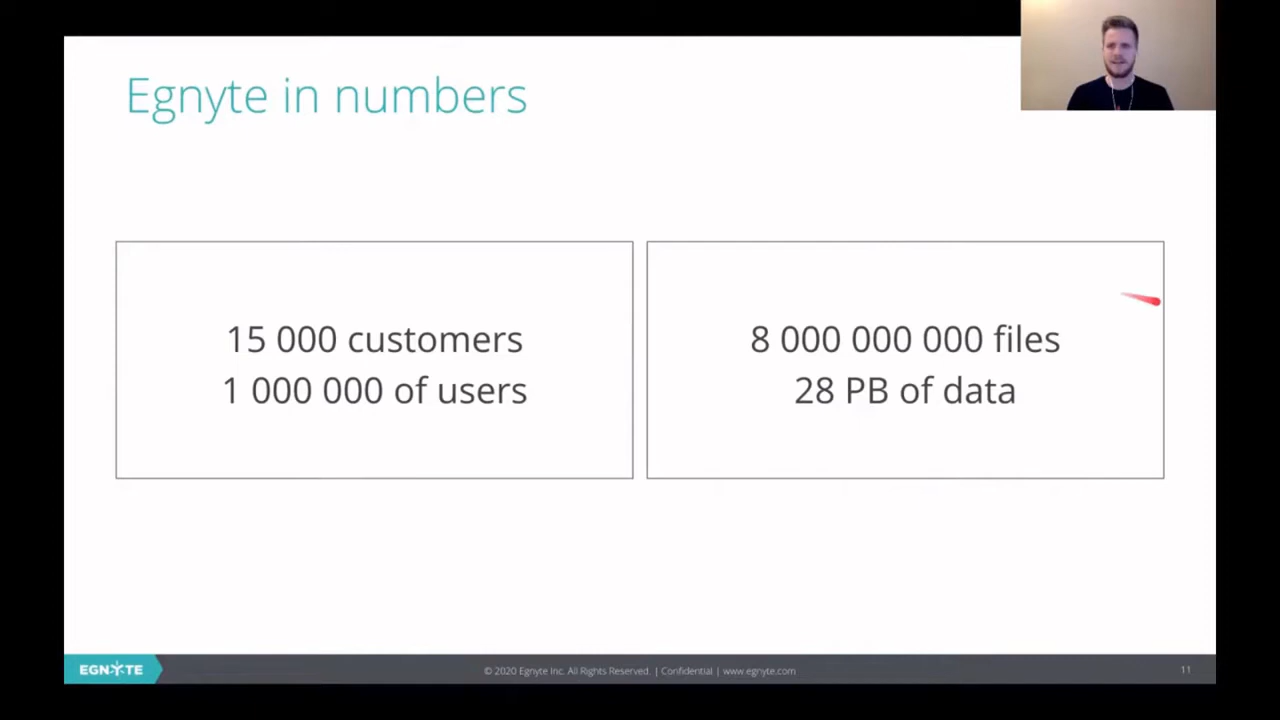 Egnyte in numbers
15 000 customers
1 000 000 of users
8 000 000 000 files
28 PB of data
EGNYTE
© 2020 Egnyte Inc. All Rights Reserved. | Confidential | www.egnyte.com
11